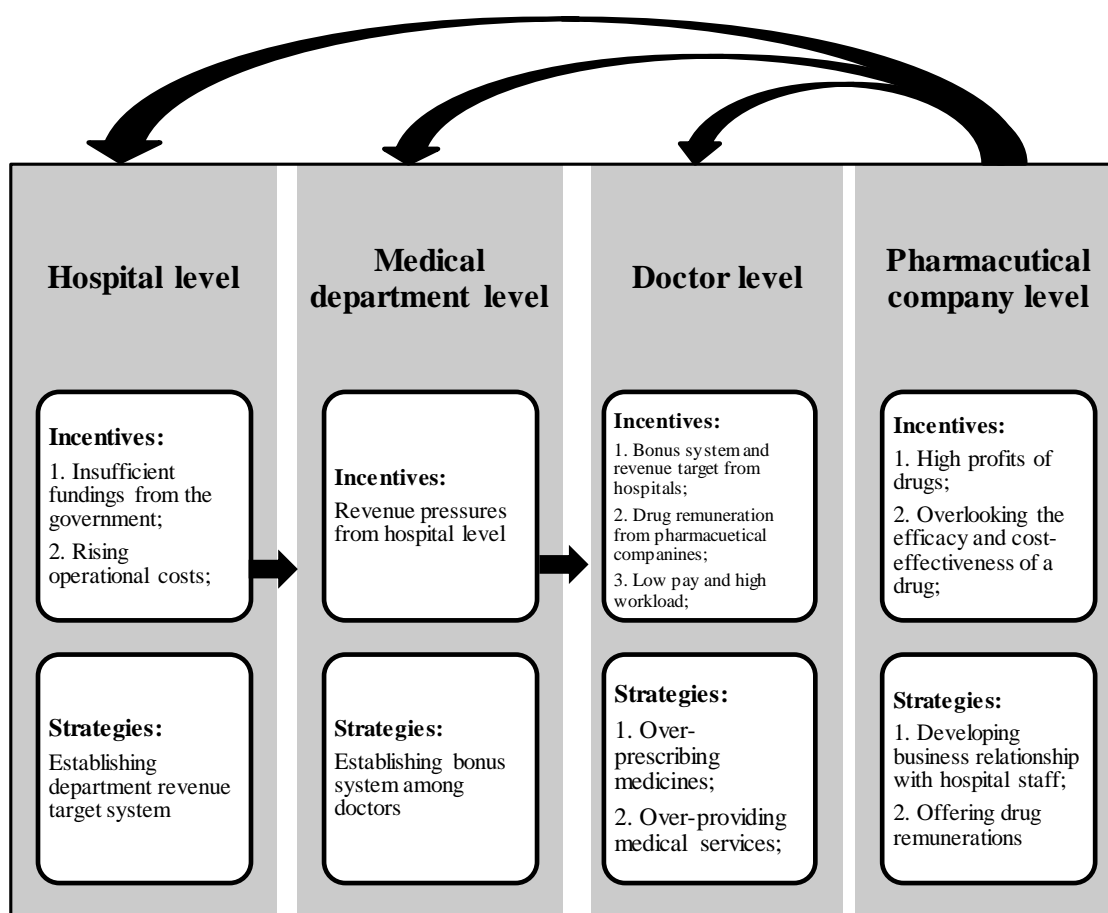 Hospital level
Medical
department level
Doctor level
Pharmacutical
company level
Incentives:
1. Insufficient
fundings from the
government;
2. Rising
operational costs;
Incentives:
Revenue pressures
from hospital level
Incentives:
1. Bonus system and
revenue target from
hospitals;
2. Drug remuneration
from pharmacuetical
companines;
3. Low pay and high
workload;
Incentives:
1. High profits of
drugs;
2. Overlooking the
efficacy and cost-
effectiveness of a
drug;
Strategies:
Establishing
department revenue
target system
Strategies:
Establishing bonus
system among
doctors
Strategies:
1. Over-
prescribing
medicines;
2. Over-providing
medical services;
Strategies:
1. Developing
business relationship
with hospital staff;
2. Offering drug
remunerations